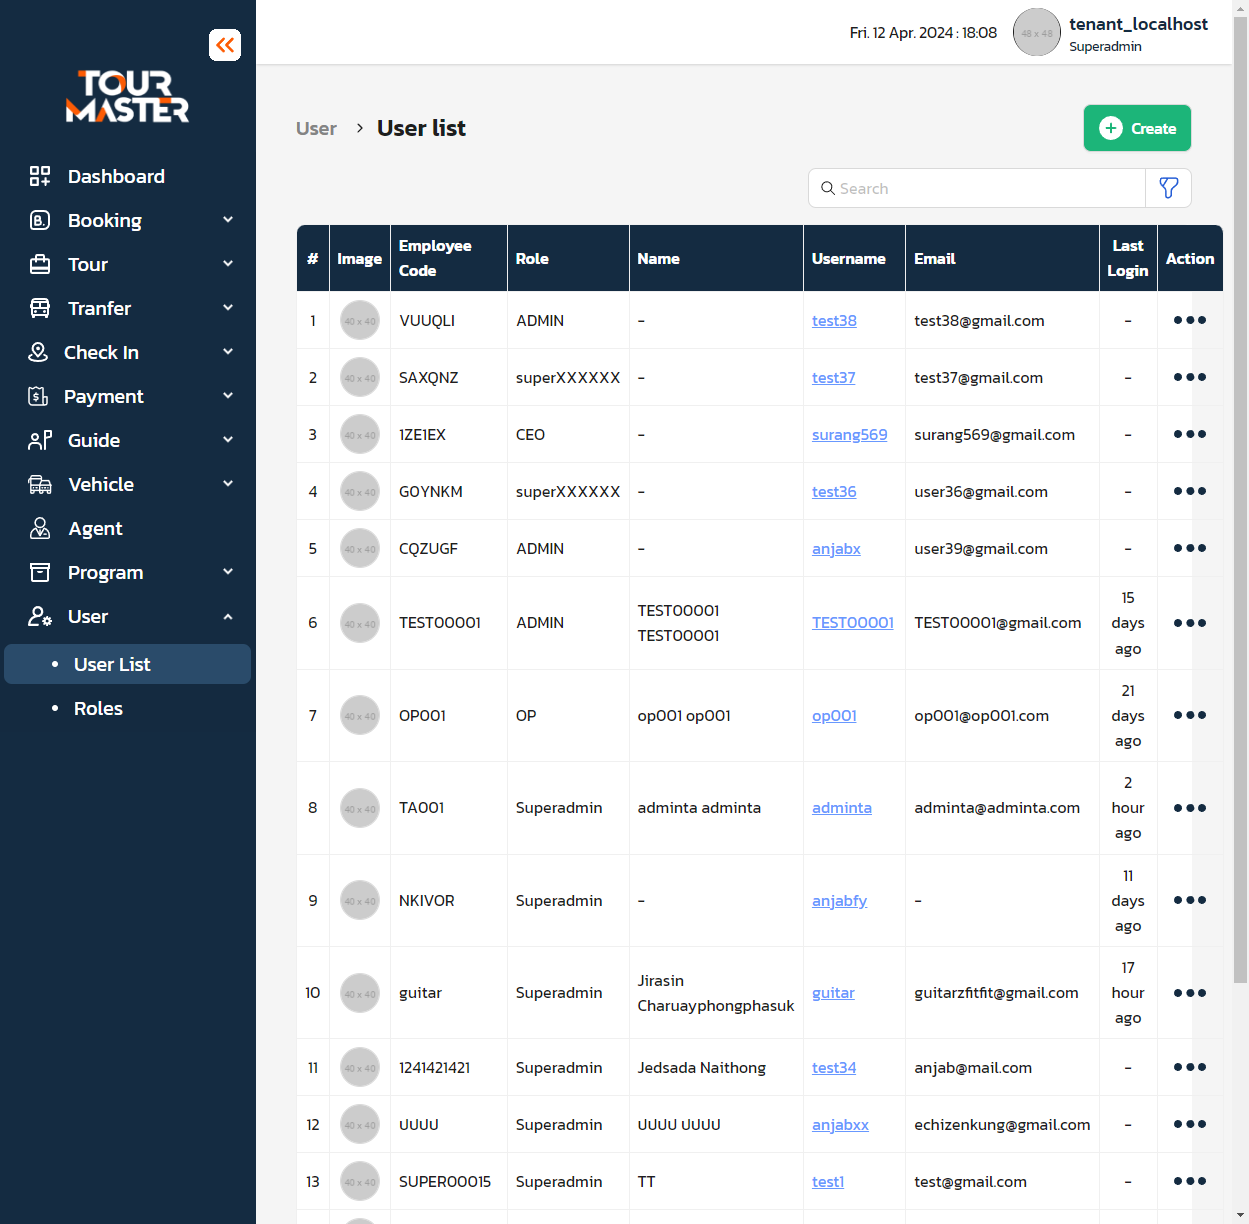 Fri. 12 Apr. 2024 : 18:08
48 x 48
tenant_localhost
Superadmin
TOUR
MASTER
Dashboard
Booking
Tour
Tranfer
Check In
Payment
Guide
Vehicle
Agent
Program
User
• User List
• Roles
User > User list
Create
Search
# Image Employee Code Role Name Username Email Last Login Action
1 40 x 40 VUUQLI ADMIN - test38 test38@gmail.com -
2 40 x 40 SAXQNZ superXXXXXX - test37 test37@gmail.com -
3 40 x 40 1ZE1EX CEO - surang569 surang569@gmail.com -
4 40 x 40 G0YNKM superXXXXXX - test36 user36@gmail.com -
5 40 x 40 CQZUGF ADMIN - anjabx user39@gmail.com -
6 40 x 40 TEST00001 ADMIN TEST00001 TEST00001 TEST00001 TEST00001@gmail.com 15 days ago
7 40 x 40 OP001 OP op001 op001 op001 op001@op001.com 21 days ago
8 40 x 40 TA001 Superadmin adminta adminta adminta adminta@adminta.com 2 hour ago
9 40 x 40 NKIVOR Superadmin - anjabfy - 11 days ago
10 40 x 40 guitar Superadmin Jirasin Charuayphongphasuk guitar guitarzfitfit@gmail.com 17 hour ago
11 40 x 40 1241421421 Superadmin Jedsada Naithong test34 anjab@mail.com -
12 40 x 40 UUUU Superadmin UUUU UUUU anjabxx echizenkung@gmail.com -
13 40 x 40 SUPER00015 Superadmin TT test1 test@gmail.com -